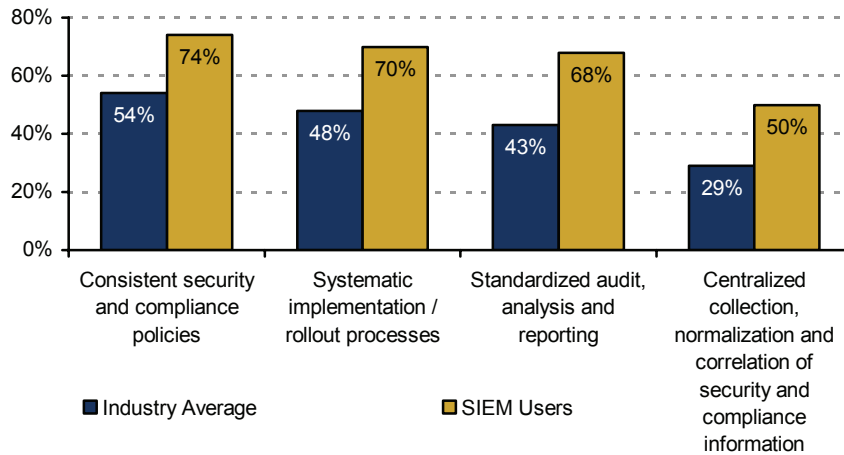 80%
60%
40%
20%
0%
54%
74%
48%
70%
43%
68%
29%
50%
Consistent security
and compliance
policies
Systematic
implementation /
rollout processes
Standardized audit,
analysis and
reporting
Centralized
collection,
normalization and
correlation of
security and
compliance
information
Industry Average
SIEM Users